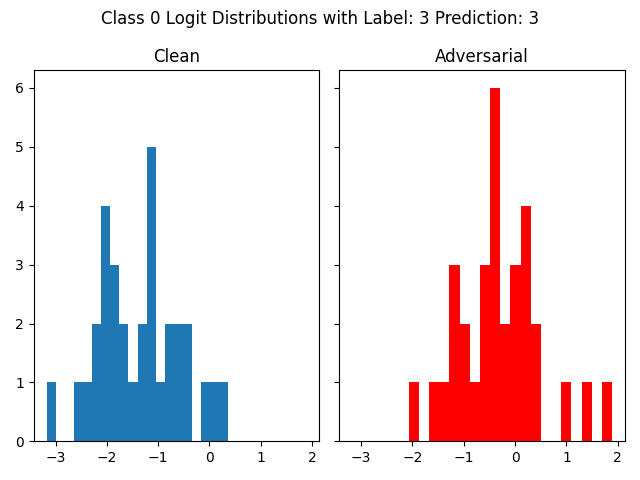 Class 0 Logit Distributions with Label: 3 Prediction: 3
Clean
Adversarial
6
5
4
3
2
1
0
−3 −2 −1 0 1 2
−3 −2 −1 0 1 2